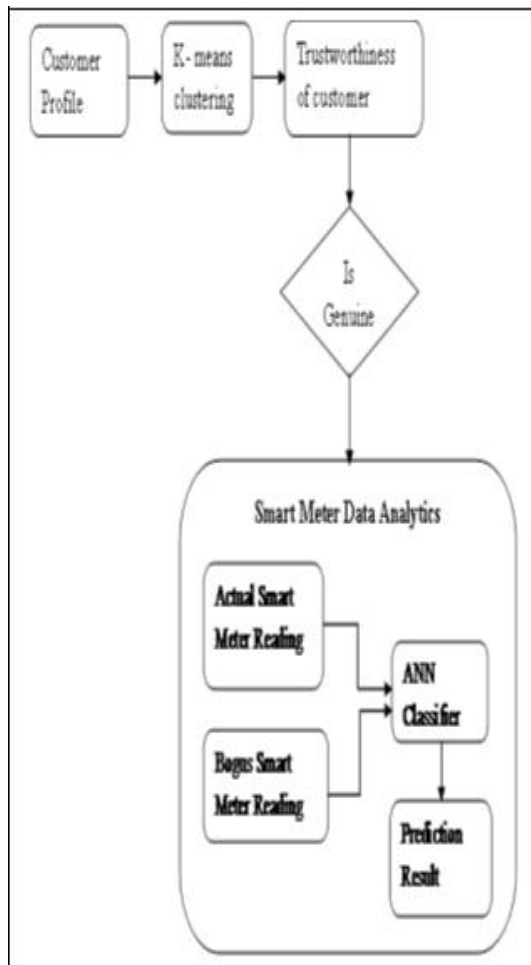 Customer
Profile
K- means
clustering
Trustworthiness
of customer
Is
Genuine
Smart Meter Data Analytics
Actual Smart
Meter Reading
ANN
Classifier
Bogus Smart
Meter Reading
Prediction
Result